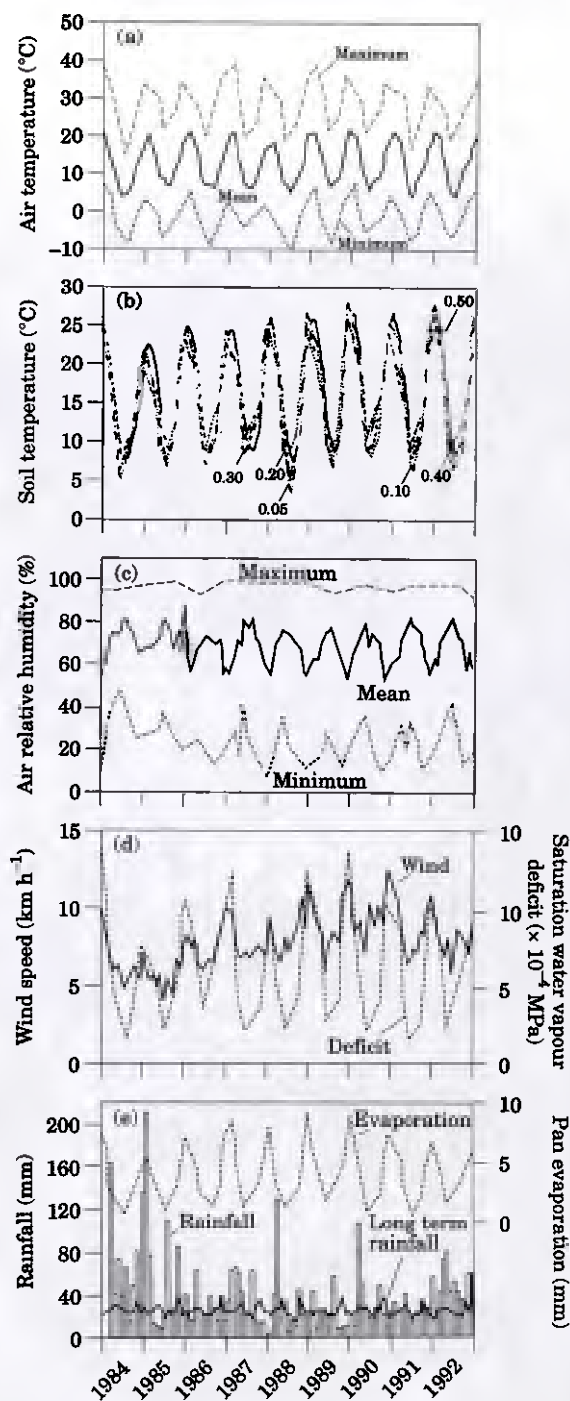 (a)
50
40
30
20
10
0
−10
Air temperature (°C)
Maximum
Mean
Minimum
(b)
30
25
20
15
10
5
0
Soil temperature (°C)
0.50
0.30
0.20
0.05
0.10
0.40
(c)
100
80
60
40
20
0
Air relative humidity (%)
Maximum
Mean
Minimum
(d)
15
10
5
0
Wind speed (km h⁻¹)
Wind
Deficit
10
10
5
0
Saturation water vapour
deficit (× 10⁻⁴ MPa)
(e)
200
160
120
80
40
0
Rainfall (mm)
Evaporation
Rainfall
Long term
rainfall
10
5
0
Pan evaporation (mm)
1984
1985
1986
1987
1988
1989
1990
1991
1992